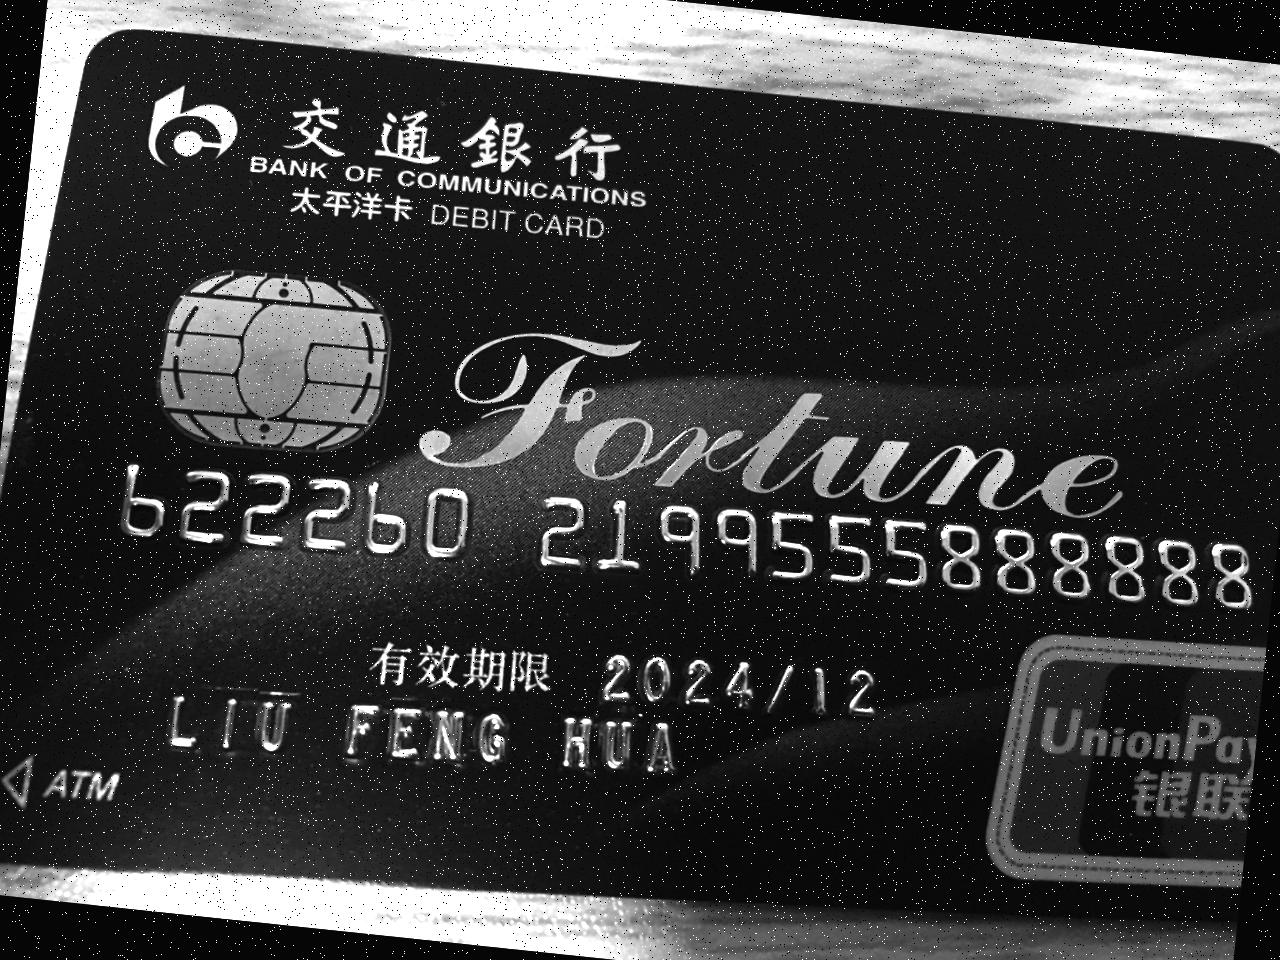 交通銀行
BANK OF COMMUNICATIONS
太平洋卡 DEBIT CARD
Fortune
622260 2199555888888
有效期限 2024/12
LIU FENG HUA
ATM
UnionPay
银联